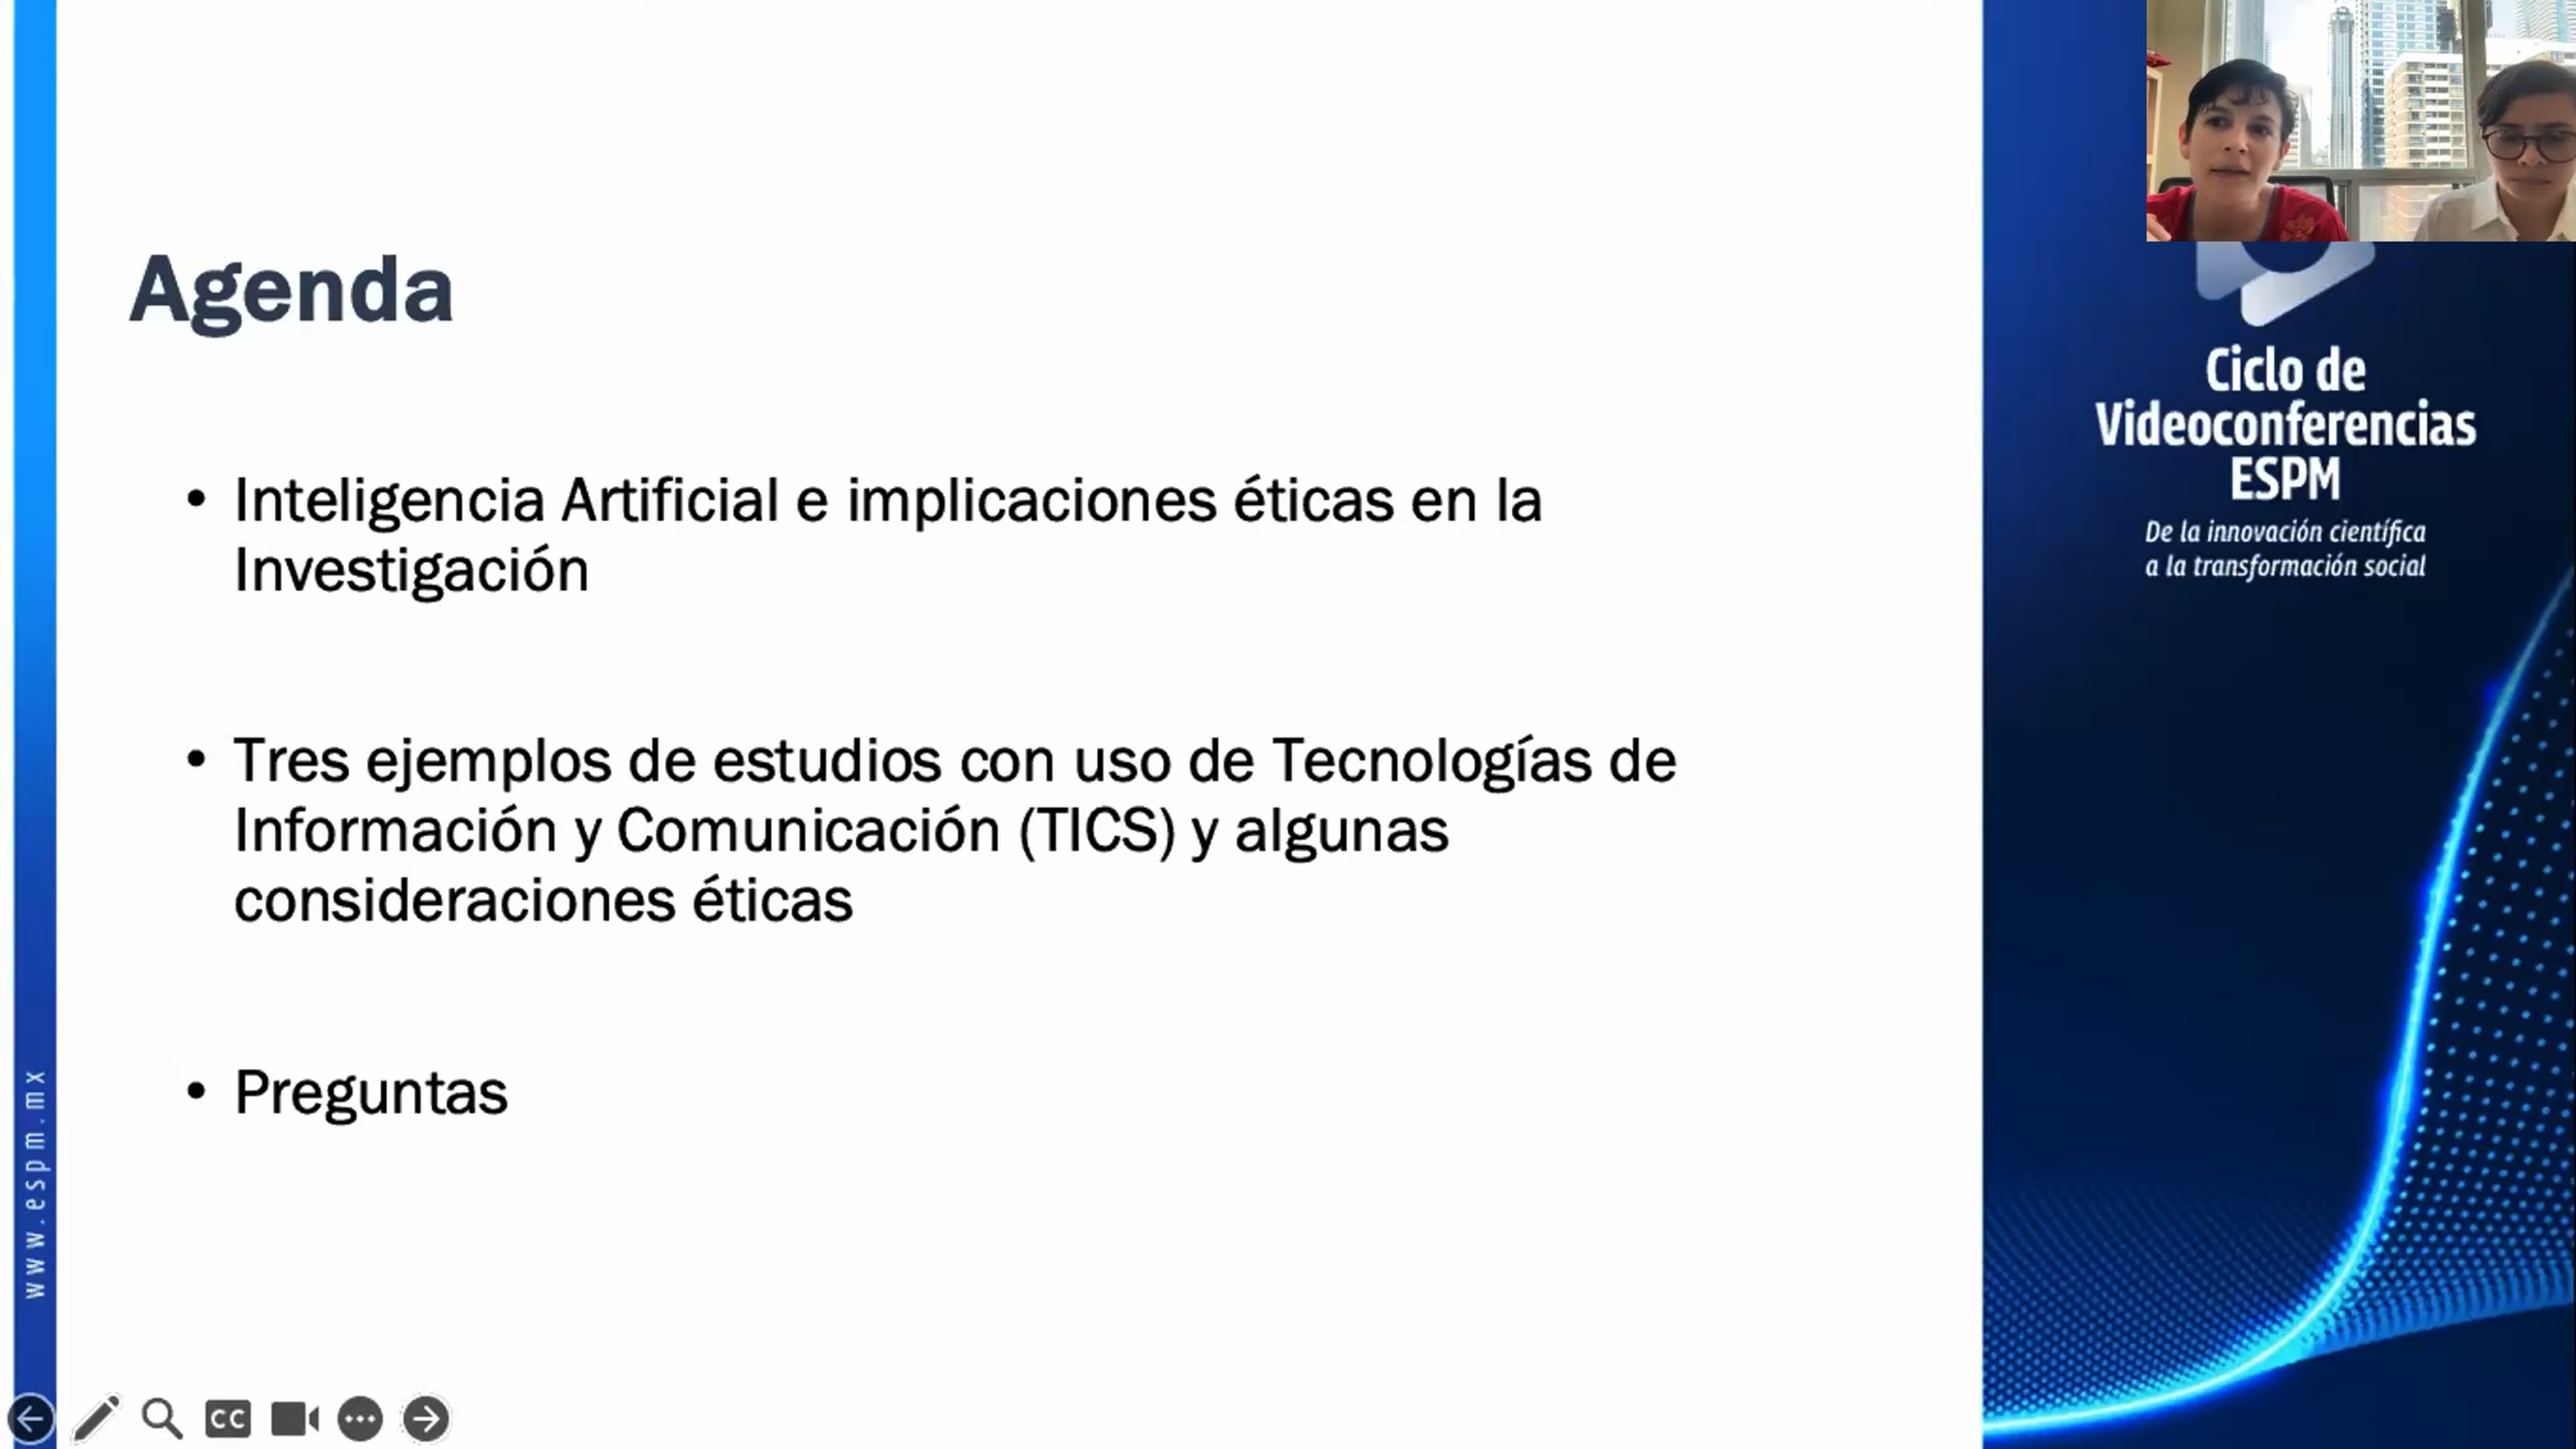 Agenda
• Inteligencia Artificial e implicaciones éticas en la
Investigación
• Tres ejemplos de estudios con uso de Tecnologías de
Información y Comunicación (TICS) y algunas
consideraciones éticas
• Preguntas
www.espm.mx
Ciclo de
Videoconferencias
ESPM
De la innovación científica
a la transformación social
CC